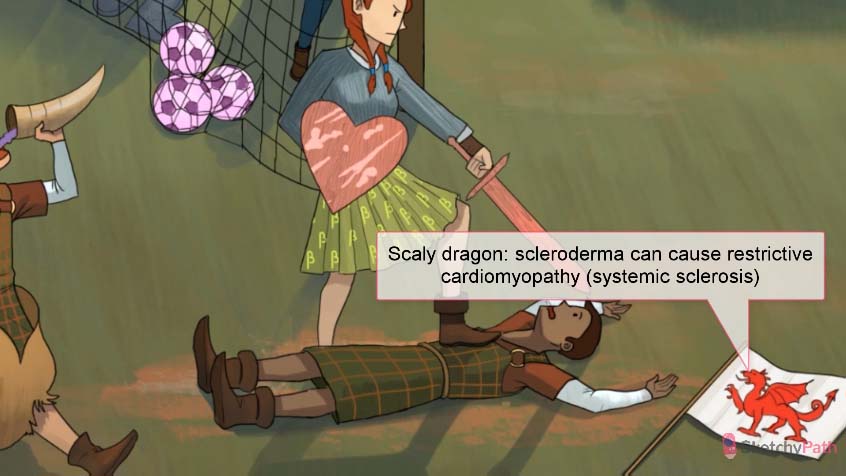 Scaly dragon: scleroderma can cause restrictive
cardiomyopathy (systemic sclerosis)
β β β β β β β β β β
SketchyPath